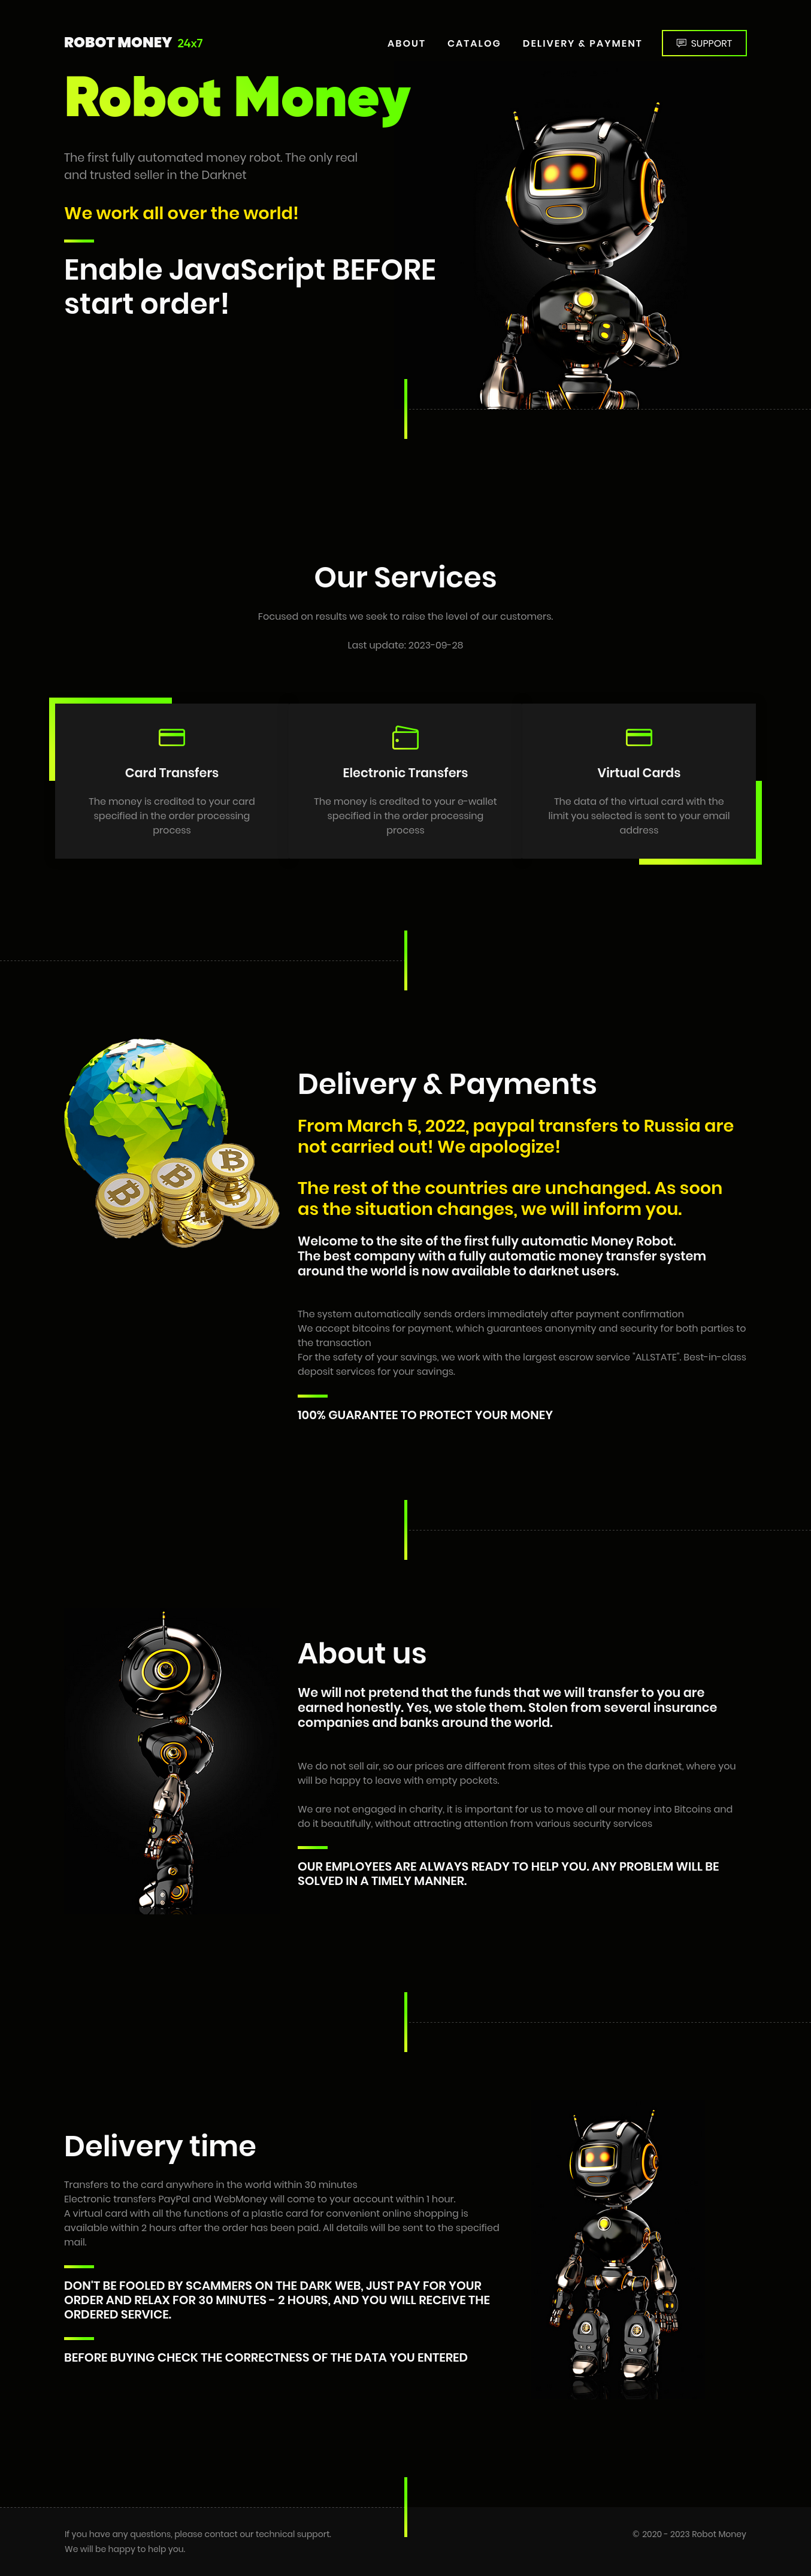 ROBOT MONEY 24x7
ABOUT
CATALOG
DELIVERY & PAYMENT
SUPPORT
Robot Money
The first fully automated money robot. The only real
and trusted seller in the Darknet
We work all over the world!
Enable JavaScript BEFORE
start order!
Our Services
Focused on results we seek to raise the level of our customers.
Last update: 2023-09-28
Card Transfers
The money is credited to your card
specified in the order processing
process
Electronic Transfers
The money is credited to your e-wallet
specified in the order processing
process
Virtual Cards
The data of the virtual card with the
limit you selected is sent to your email
address
Delivery & Payments
From March 5, 2022, paypal transfers to Russia are
not carried out! We apologize!
The rest of the countries are unchanged. As soon
as the situation changes, we will inform you.
Welcome to the site of the first fully automatic Money Robot.
The best company with a fully automatic money transfer system
around the world is now available to darknet users.
The system automatically sends orders immediately after payment confirmation
We accept bitcoins for payment, which guarantees anonymity and security for both parties to
the transaction
For the safety of your savings, we work with the largest escrow service "ALLSTATE". Best-in-class
deposit services for your savings.
100% GUARANTEE TO PROTECT YOUR MONEY
About us
We will not pretend that the funds that we will transfer to you are
earned honestly. Yes, we stole them. Stolen from several insurance
companies and banks around the world.
We do not sell air, so our prices are different from sites of this type on the darknet, where you
will be happy to leave with empty pockets.
We are not engaged in charity, it is important for us to move all our money into Bitcoins and
do it beautifully, without attracting attention from various security services
OUR EMPLOYEES ARE ALWAYS READY TO HELP YOU. ANY PROBLEM WILL BE
SOLVED IN A TIMELY MANNER.
Delivery time
Transfers to the card anywhere in the world within 30 minutes
Electronic transfers PayPal and WebMoney will come to your account within 1 hour.
A virtual card with all the functions of a plastic card for convenient online shopping is
available within 2 hours after the order has been paid. All details will be sent to the specified
mail.
DON'T BE FOOLED BY SCAMMERS ON THE DARK WEB, JUST PAY FOR YOUR
ORDER AND RELAX FOR 30 MINUTES - 2 HOURS, AND YOU WILL RECEIVE THE
ORDERED SERVICE.
BEFORE BUYING CHECK THE CORRECTNESS OF THE DATA YOU ENTERED
If you have any questions, please contact our technical support.
We will be happy to help you.
© 2020 - 2023 Robot Money